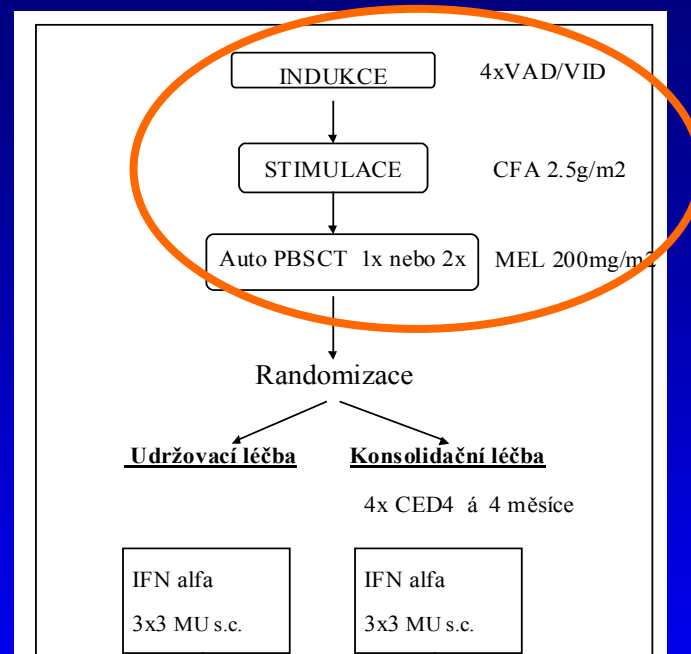 INDUKCE 4xVAD/VID
STIMULACE CFA 2.5g/m2
Auto PBSCT 1x nebo 2x MEL 200mg/m2
Randomizace
Udržovací léčba Konsolidační léčba
4x CED4 á 4 měsíce
IFN alfa IFN alfa
3x3 MU s.c. 3x3 MU s.c.